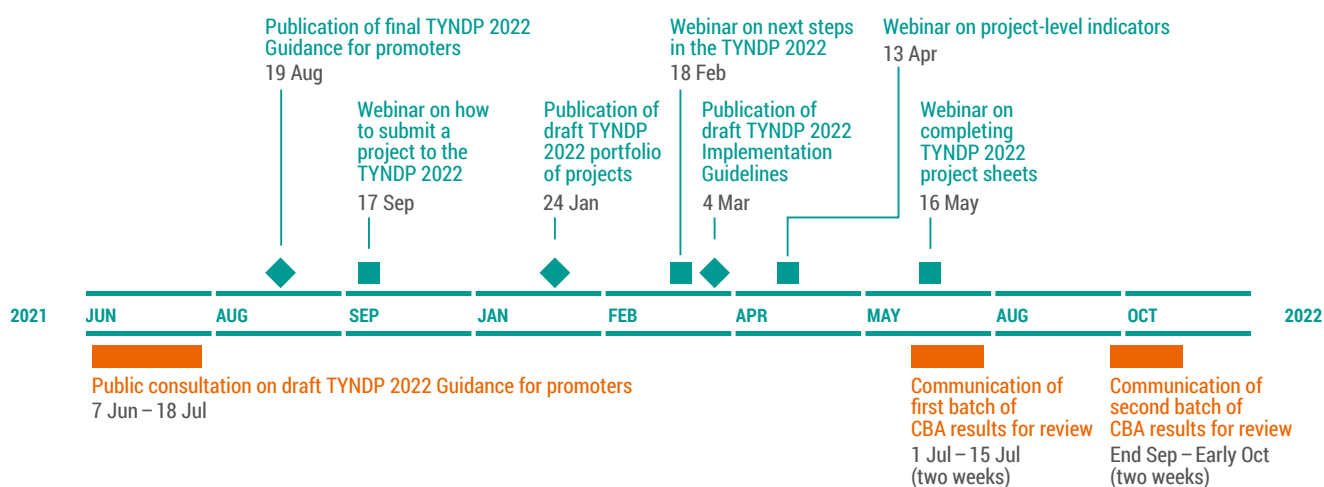 Publication of final TYNDP 2022
Guidance for promoters
19 Aug
Webinar on how
to submit a
project to the
TYNDP 2022
17 Sep
Publication of
draft TYNDP
2022 portfolio
of projects
24 Jan
Webinar on next steps
in the TYNDP 2022
18 Feb
Publication of
draft TYNDP 2022
Implementation
Guidelines
4 Mar
Webinar on project-level indicators
13 Apr
Webinar on
completing
TYNDP 2022
project sheets
16 May
2021 JUN AUG SEP JAN FEB APR MAY AUG OCT 2022
Public consultation on draft TYNDP 2022 Guidance for promoters
7 Jun – 18 Jul
Communication of
first batch of
CBA results for review
1 Jul – 15 Jul
(two weeks)
Communication of
second batch of
CBA results for review
End Sep – Early Oct
(two weeks)